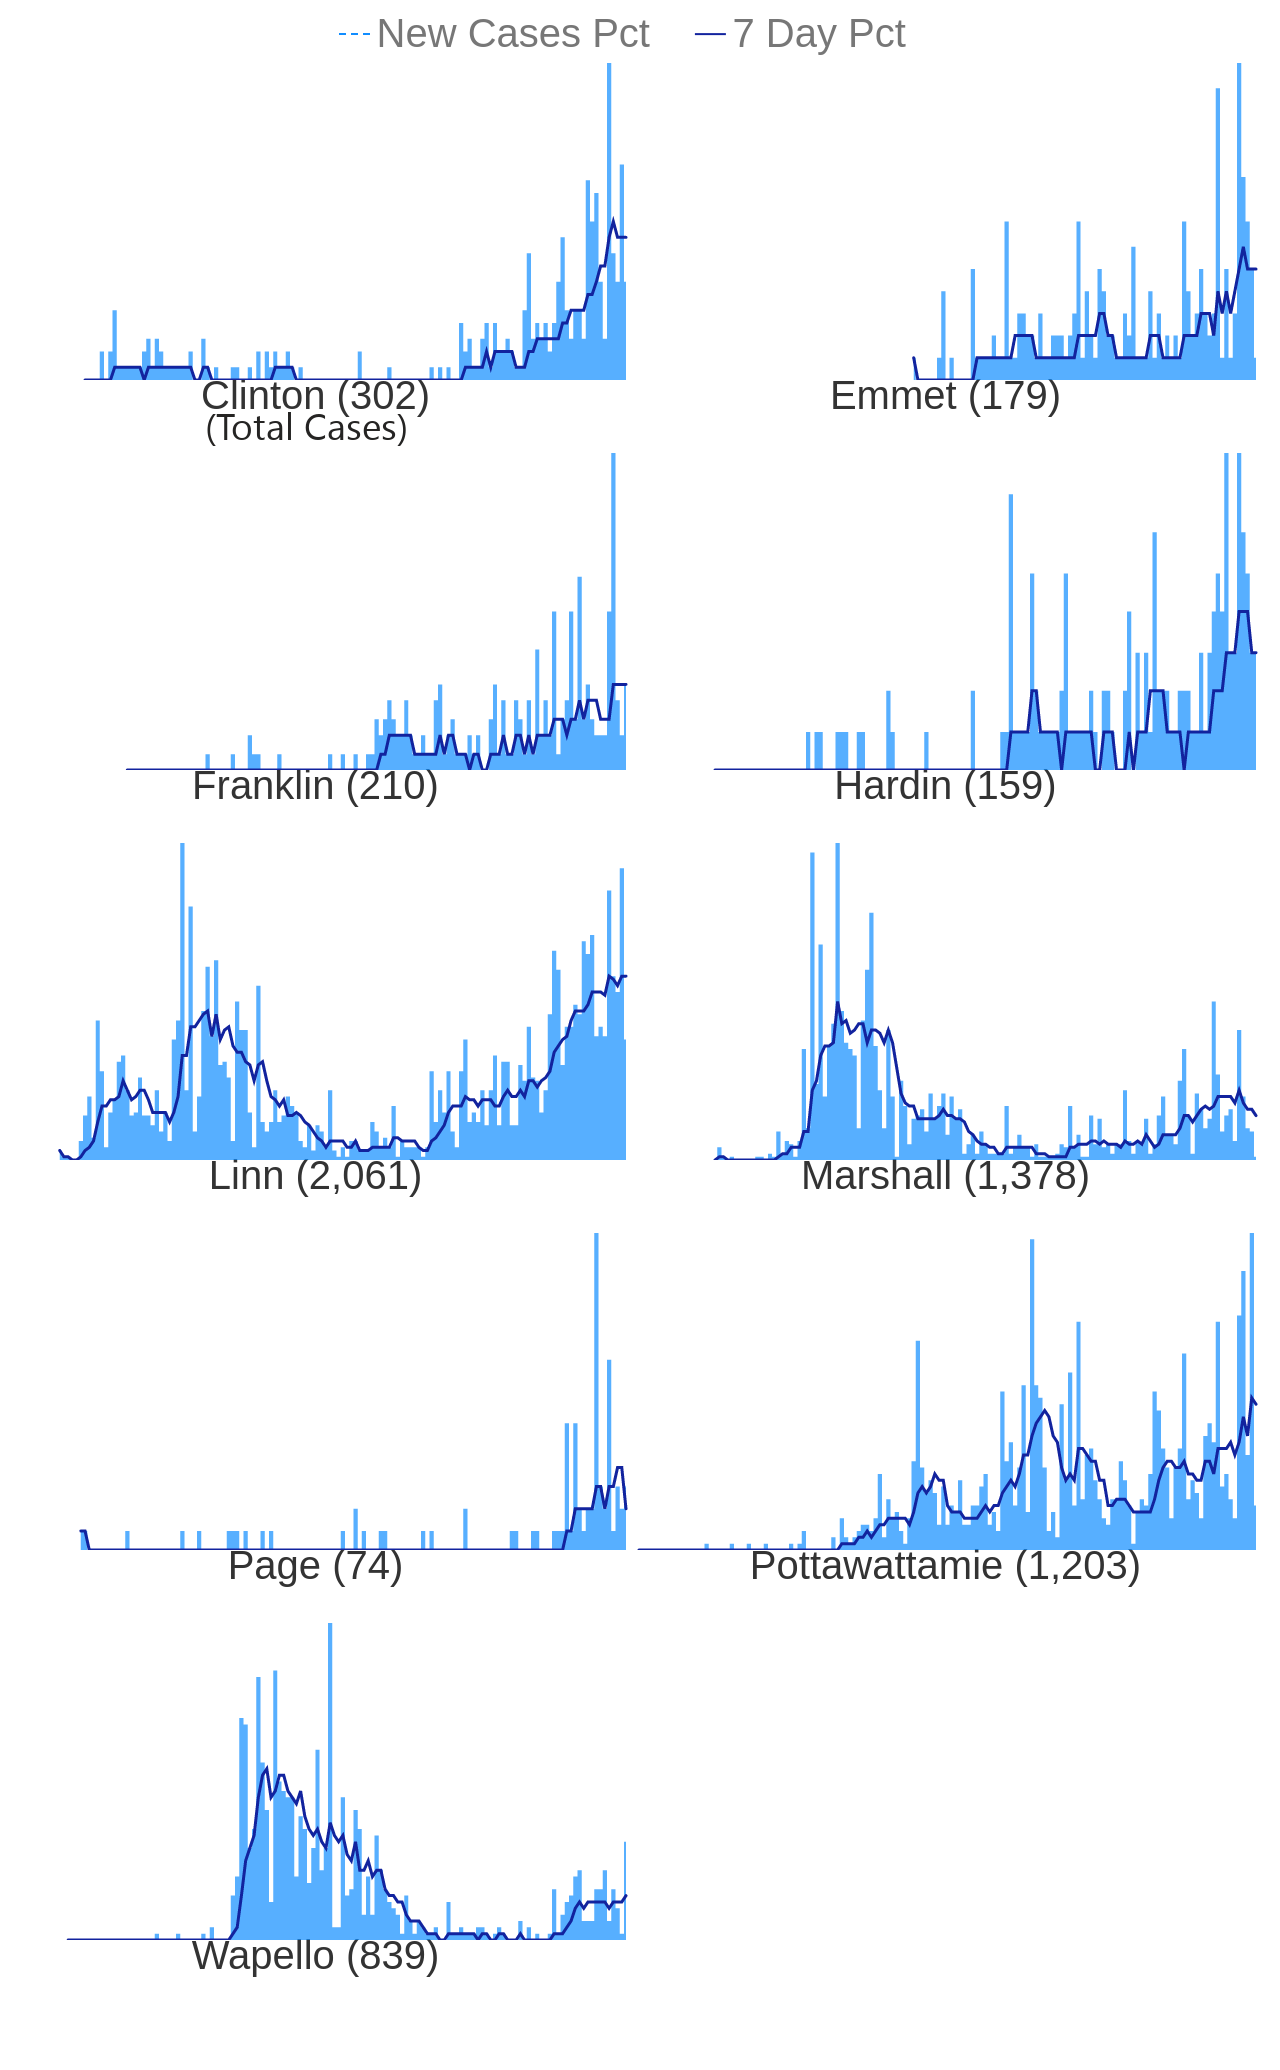 New Cases Pct 7 Day Pct
Clinton (302) Emmet (179)
(Total Cases)
Franklin (210) Hardin (159)
Linn (2,061) Marshall (1,378)
Page (74) Pottawattamie (1,203)
Wapello (839)